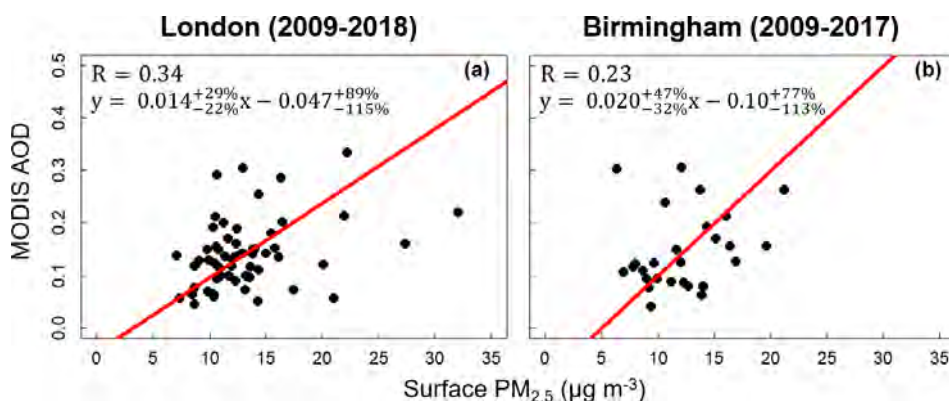 London (2009-2018)
Birmingham (2009-2017)
(a)
R = 0.34
y = 0.014+29%−22%x − 0.047+89%−115%
(b)
R = 0.23
y = 0.020+47%−32%x − 0.10+77%−113%
MODIS AOD
0.5
0.4
0.3
0.2
0.1
0.0
0 5 10 15 20 25 30 35
0 5 10 15 20 25 30 35
Surface PM2.5 (µg m-3)